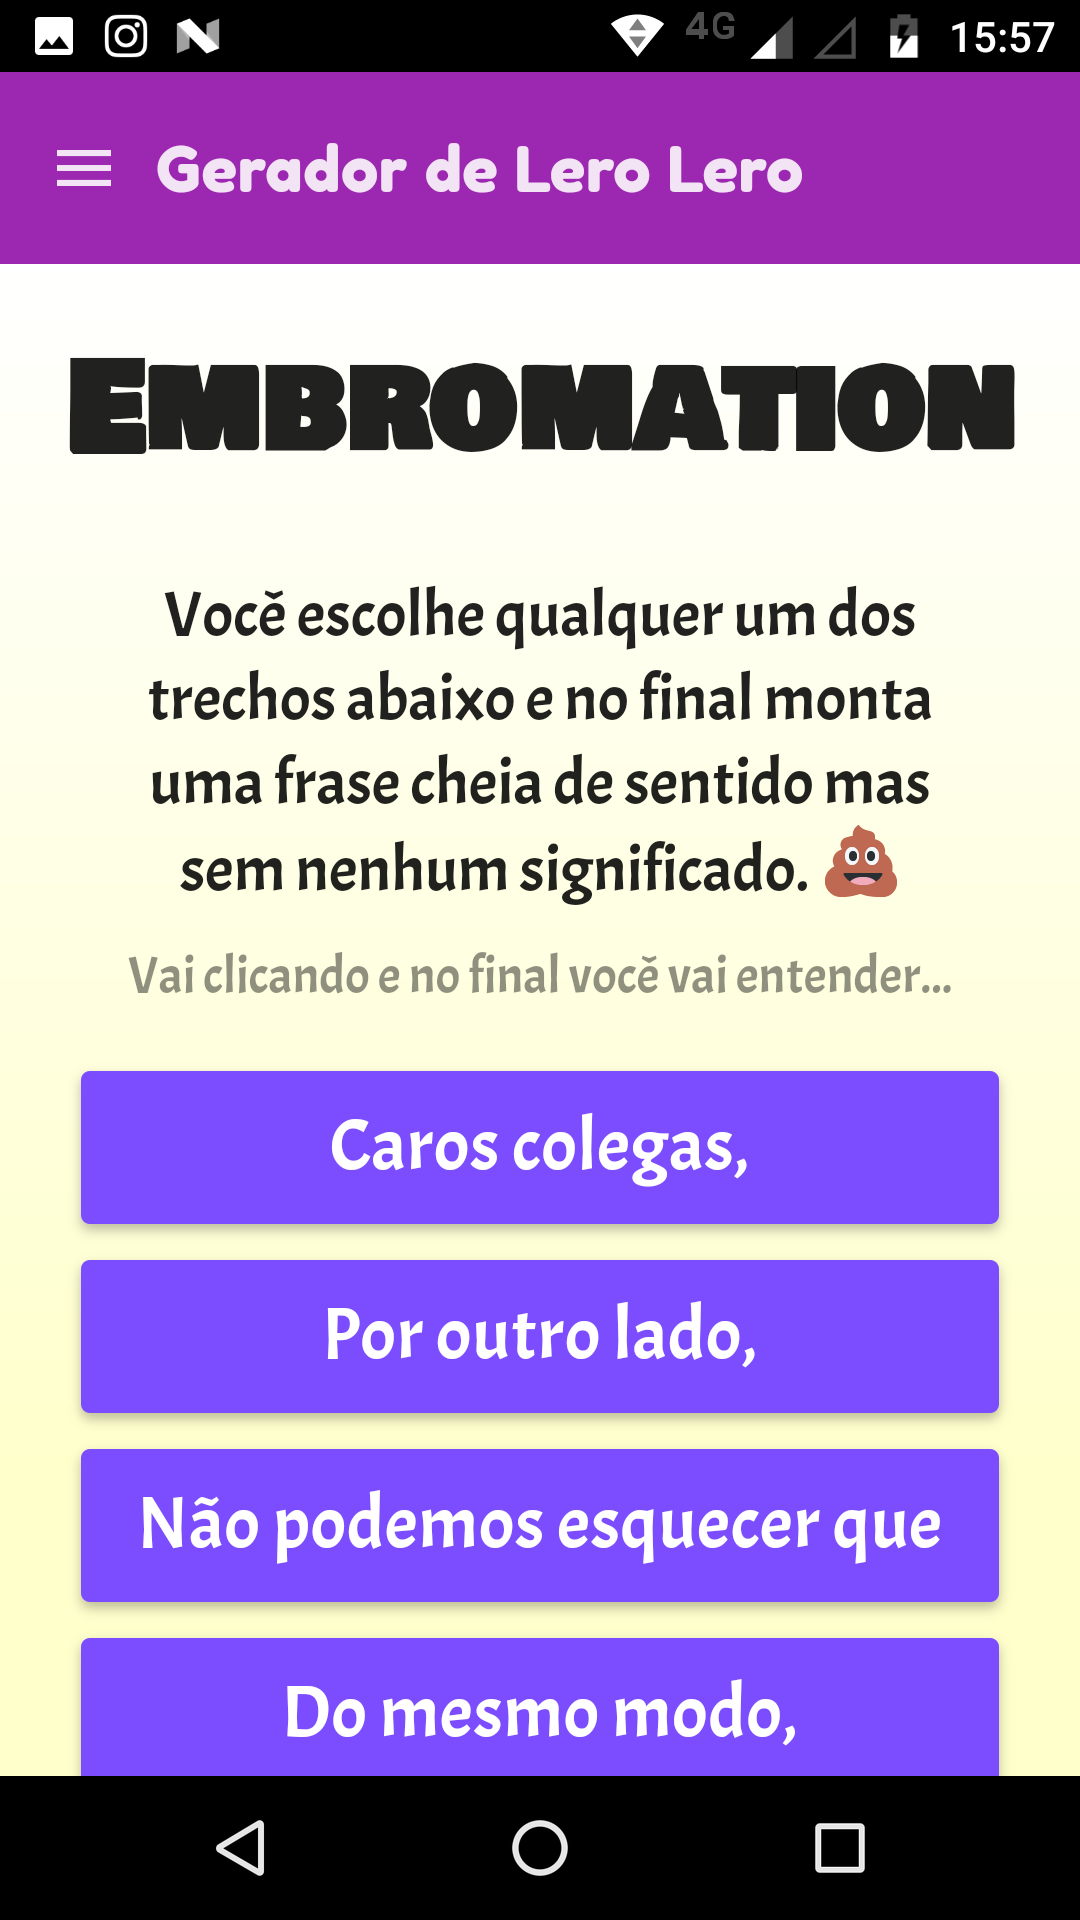 4G 15:57
Gerador de Lero Lero
Embromation
Você escolhe qualquer um dos
trechos abaixo e no final monta
uma frase cheia de sentido mas
sem nenhum significado. 💩
Vai clicando e no final você vai entender...
Caros colegas,
Por outro lado,
Não podemos esquecer que
Do mesmo modo,